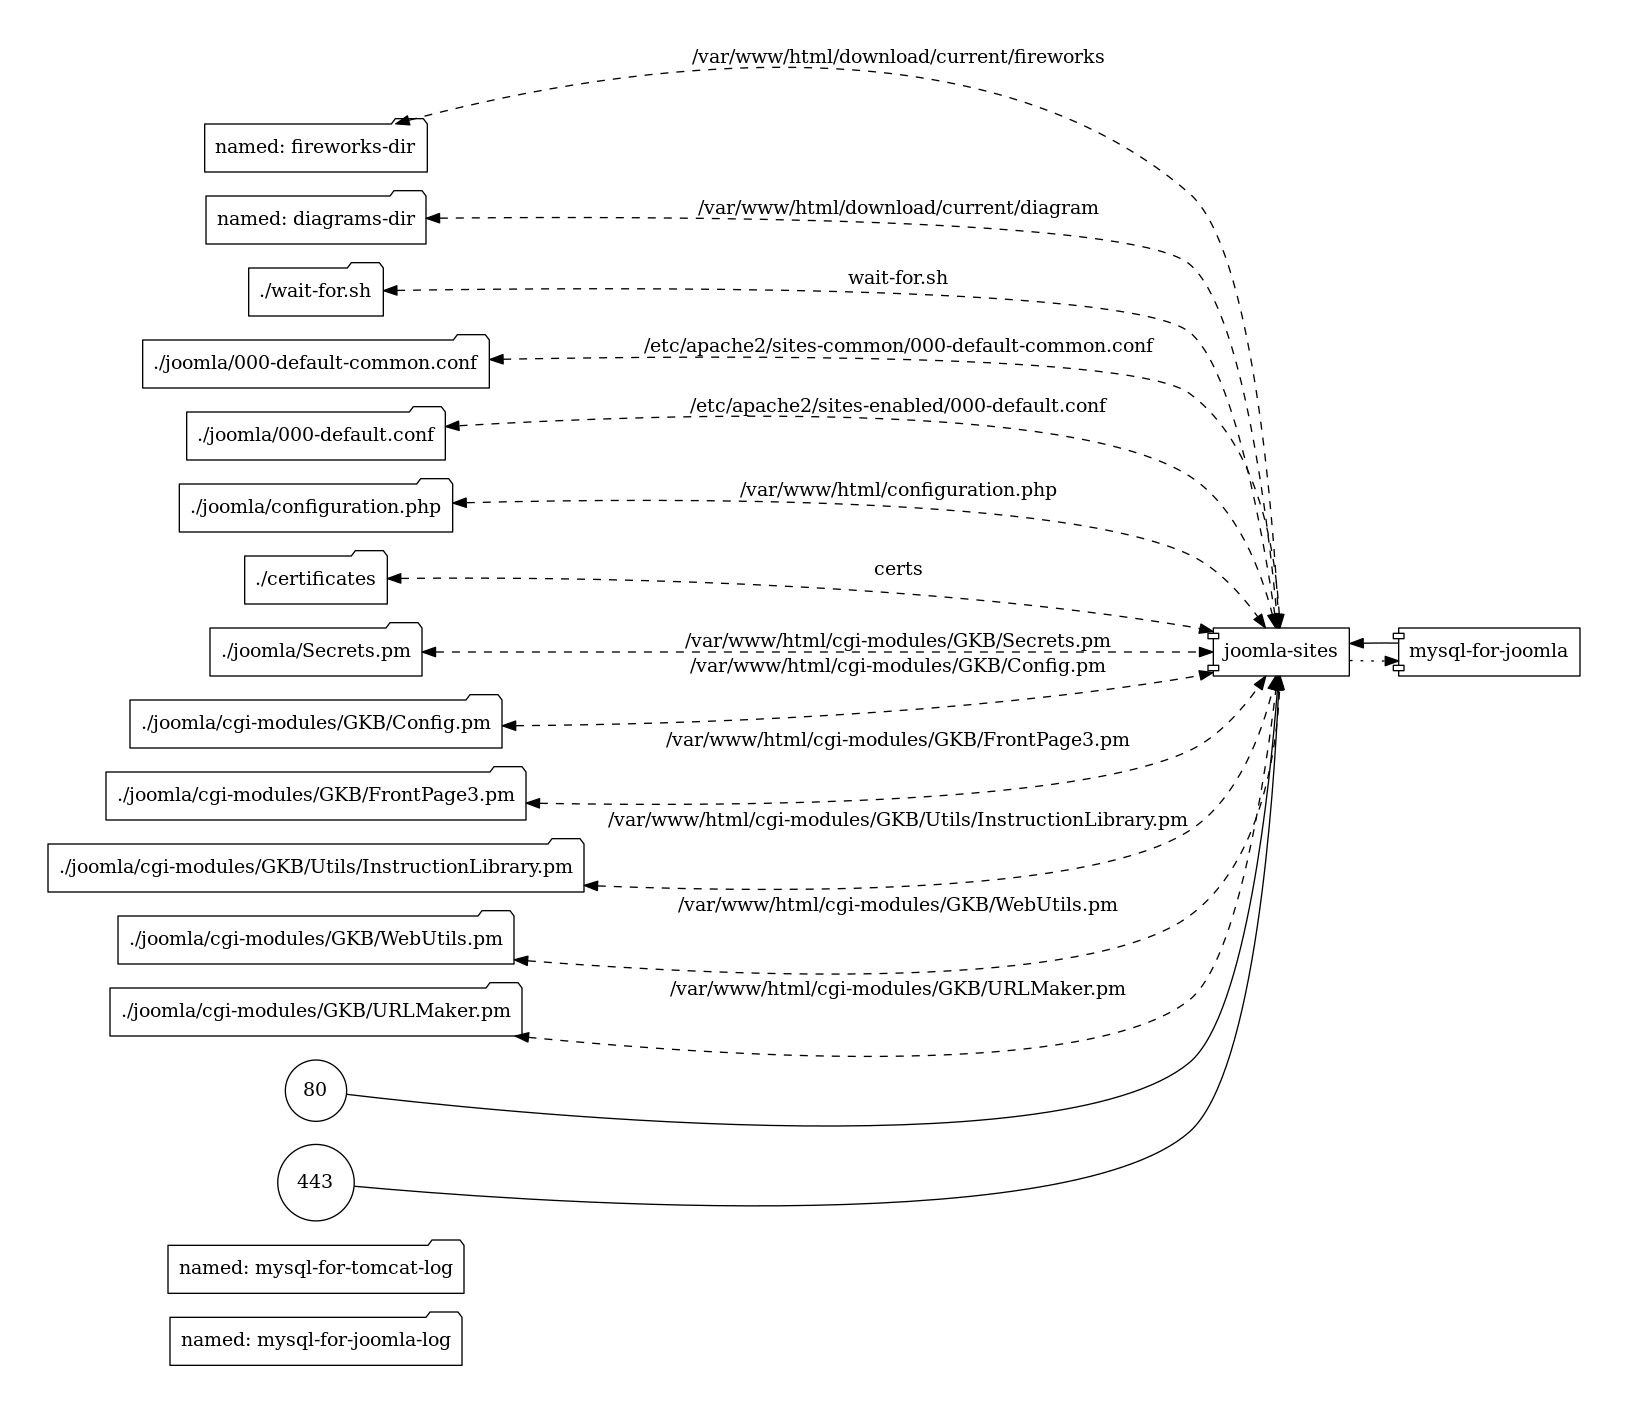 /var/www/html/download/current/fireworks
named: fireworks-dir
/var/www/html/download/current/diagram
named: diagrams-dir
wait-for.sh
./wait-for.sh
/etc/apache2/sites-common/000-default-common.conf
./joomla/000-default-common.conf
/etc/apache2/sites-enabled/000-default.conf
./joomla/000-default.conf
/var/www/html/configuration.php
./joomla/configuration.php
certs
./certificates
/var/www/html/cgi-modules/GKB/Secrets.pm
./joomla/Secrets.pm
joomla-sites
mysql-for-joomla
/var/www/html/cgi-modules/GKB/Config.pm
./joomla/cgi-modules/GKB/Config.pm
/var/www/html/cgi-modules/GKB/FrontPage3.pm
./joomla/cgi-modules/GKB/FrontPage3.pm
/var/www/html/cgi-modules/GKB/Utils/InstructionLibrary.pm
./joomla/cgi-modules/GKB/Utils/InstructionLibrary.pm
/var/www/html/cgi-modules/GKB/WebUtils.pm
./joomla/cgi-modules/GKB/WebUtils.pm
/var/www/html/cgi-modules/GKB/URLMaker.pm
./joomla/cgi-modules/GKB/URLMaker.pm
80
443
named: mysql-for-tomcat-log
named: mysql-for-joomla-log